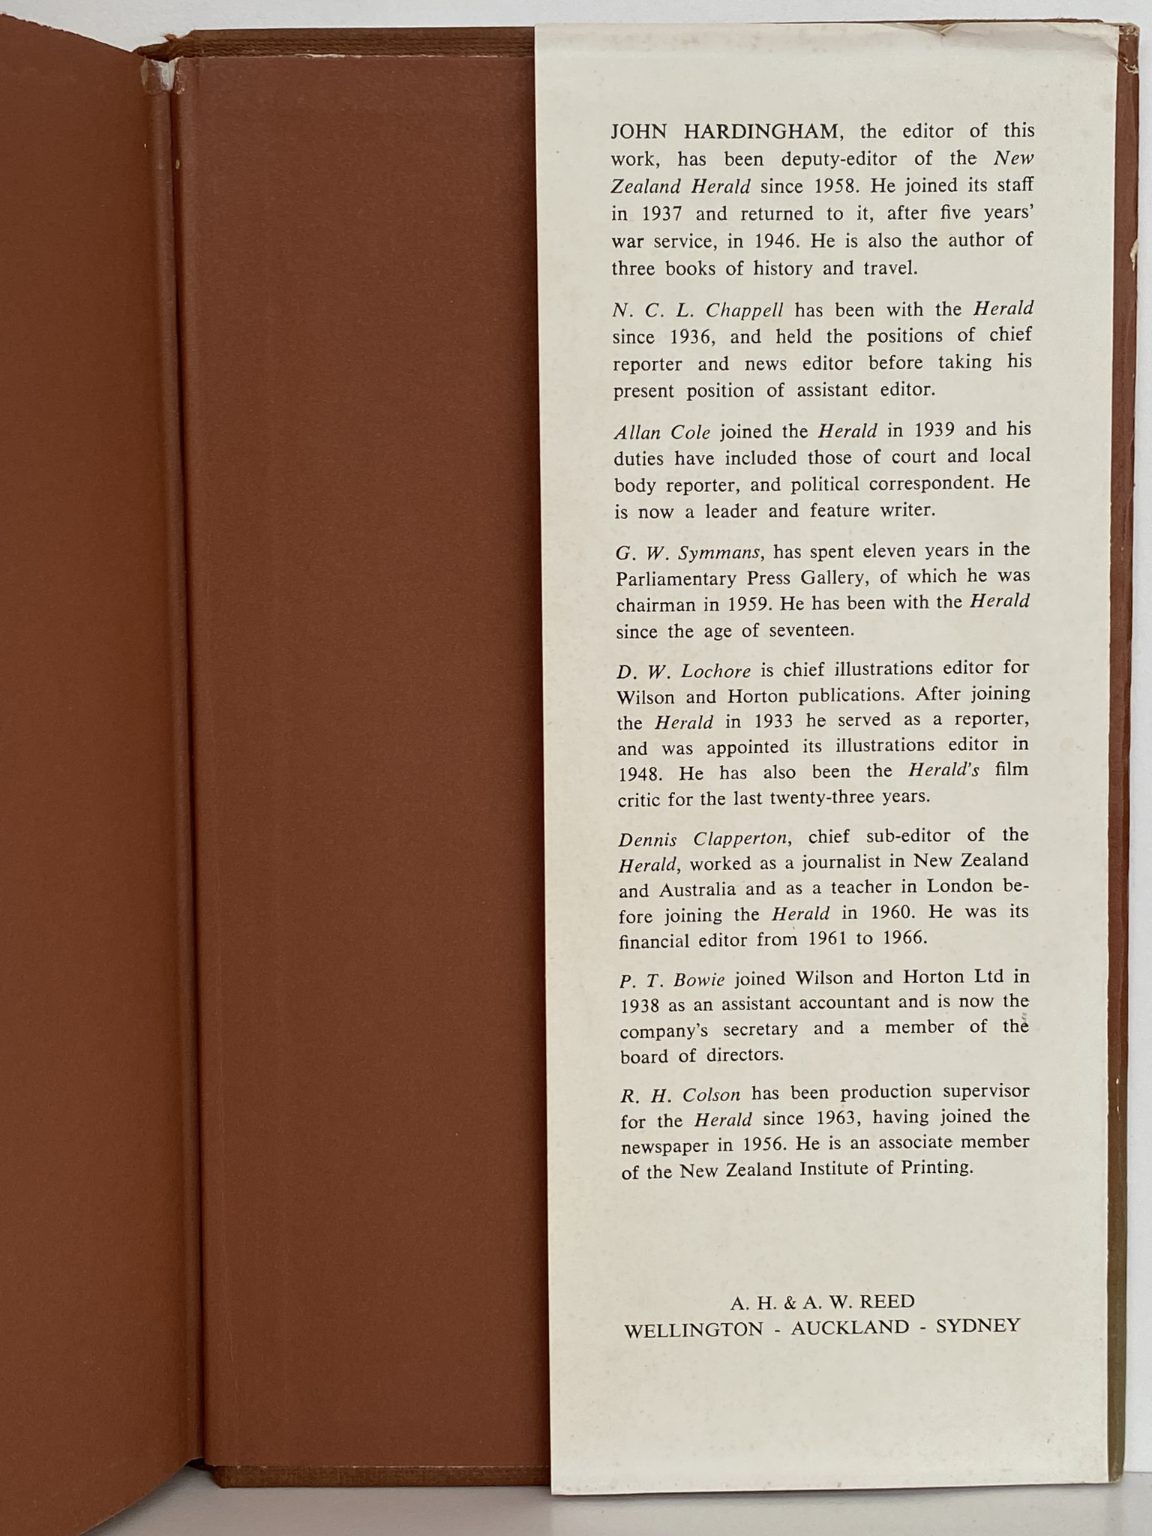 JOHN HARDINGHAM, the editor of this
work, has been deputy-editor of the New
Zealand Herald since 1958. He joined its staff
in 1937 and returned to it, after five years'
war service, in 1946. He is also the author of
three books of history and travel.
N. C. L. Chappell has been with the Herald
since 1936, and held the positions of chief
reporter and news editor before taking his
present position of assistant editor.
Allan Cole joined the Herald in 1939 and his
duties have included those of court and local
body reporter, and political correspondent. He
is now a leader and feature writer.
G. W. Symmans, has spent eleven years in the
Parliamentary Press Gallery, of which he was
chairman in 1959. He has been with the Herald
since the age of seventeen.
D. W. Lochore is chief illustrations editor for
Wilson and Horton publications. After joining
the Herald in 1933 he served as a reporter,
and was appointed its illustrations editor in
1948. He has also been the Herald's film
critic for the last twenty-three years.
Dennis Clapperton, chief sub-editor of the
Herald, worked as a journalist in New Zealand
and Australia and as a teacher in London be-
fore joining the Herald in 1960. He was its
financial editor from 1961 to 1966.
P. T. Bowie joined Wilson and Horton Ltd in
1938 as an assistant accountant and is now the
company's secretary and a member of the
board of directors.
R. H. Colson has been production supervisor
for the Herald since 1963, having joined the
newspaper in 1956. He is an associate member
of the New Zealand Institute of Printing.
A. H. & A. W. REED
WELLINGTON - AUCKLAND - SYDNEY